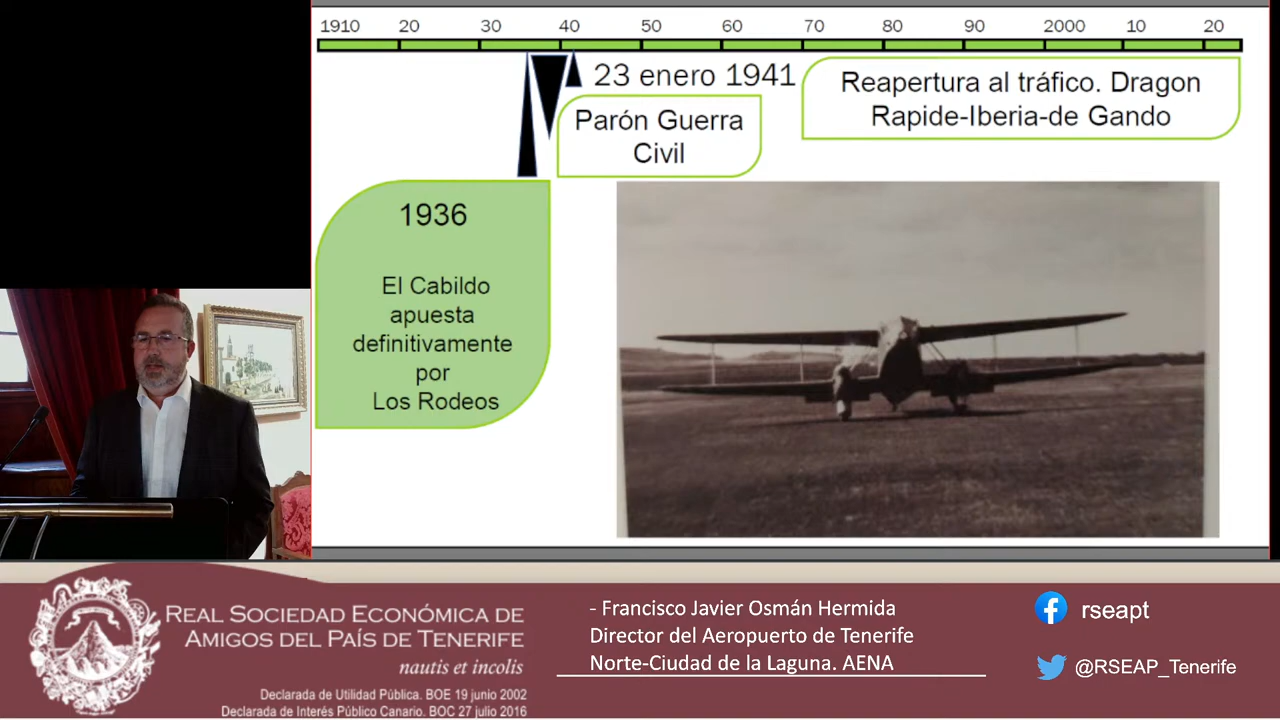 1910 20 30 40 50 60 70 80 90 2000 10 20
23 enero 1941
Reapertura al tráfico. Dragon
Rapide-Iberia-de Gando
Parón Guerra
Civil
1936
El Cabildo
apuesta
definitivamente
por
Los Rodeos
REAL SOCIEDAD ECONÓMICA DE
AMIGOS DEL PAÍS DE TENERIFE
nautis et incolis
Declarada de Utilidad Pública. BOE 19 junio 2002
Declarada de Interés Público Canario. BOC 27 julio 2016
- Francisco Javier Osmán Hermida
Director del Aeropuerto de Tenerife
Norte-Ciudad de la Laguna. AENA
rseapt
@RSEAP_Tenerife